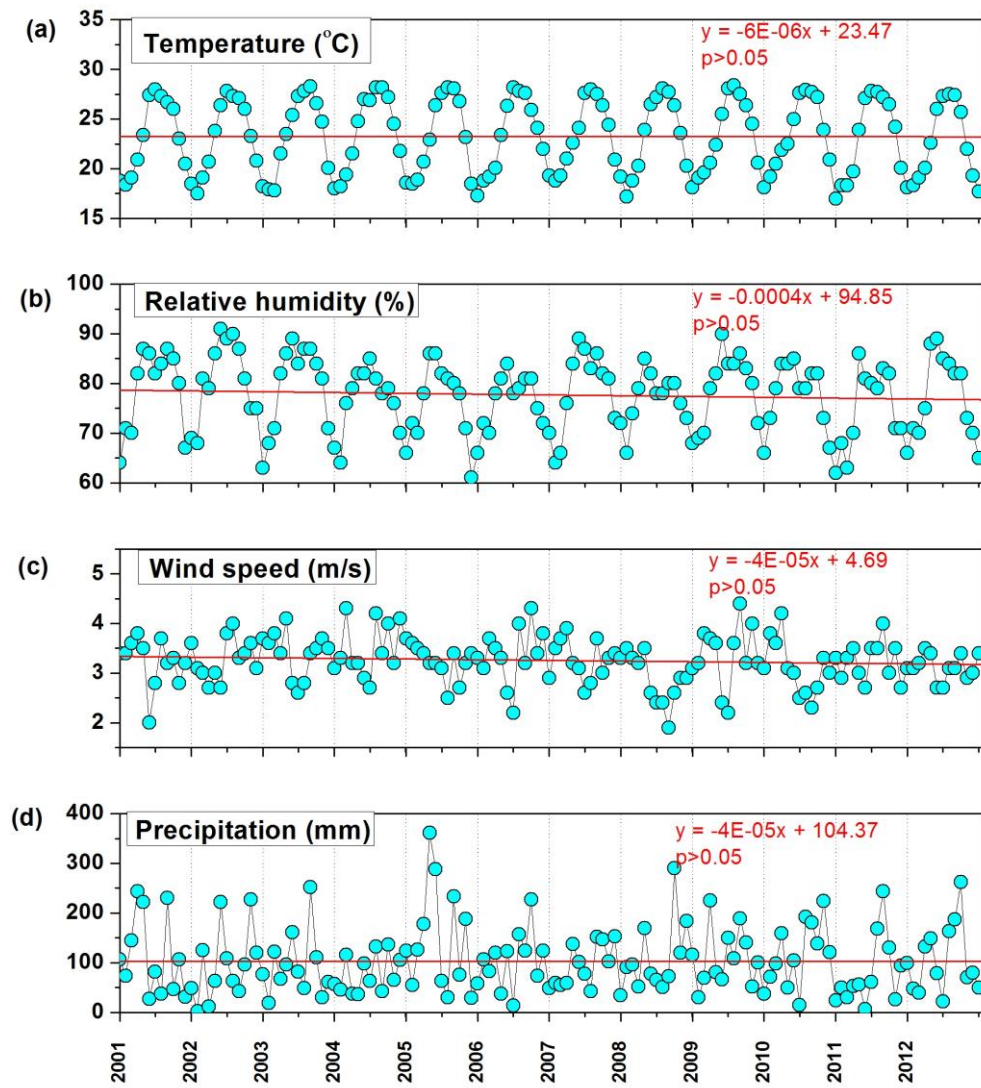 (a)
Temperature (°C)
y = -6E-06x + 23.47
p>0.05
35
30
25
20
15
(b)
Relative humidity (%)
y = -0.0004x + 94.85
p>0.05
100
90
80
70
60
(c)
Wind speed (m/s)
y = -4E-05x + 4.69
p>0.05
5
4
3
2
(d)
Precipitation (mm)
y = -4E-05x + 104.37
p>0.05
400
300
200
100
0
2001
2002
2003
2004
2005
2006
2007
2008
2009
2010
2011
2012